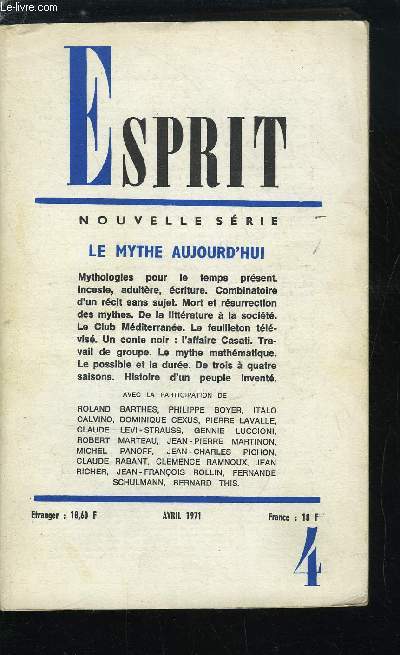 Le-livre.com
ESPRIT
NOUVELLE SÉRIE
LE MYTHE AUJOURD'HUI
Mythologies pour le temps présent.
Inceste, adultère, écriture. Combinatoire
d'un récit sans sujet. Mort et résurrection
des mythes. De la littérature à la société.
Le Club Méditerranée. Le feuilleton télé-
visé. Un conte noir : l'affaire Casati. Tra-
vail de groupe. Le mythe mathématique.
Le possible et la durée. De trois à quatre
saisons. Histoire d'un peuple inventé.
AVEC LA PARTICIPATION DE
ROLAND BARTHES, PHILIPPE BOYER, ITALO
CALVINO, DOMINIQUE CEXUS, PIERRE LAVALLE,
CLAUDE LEVI-STRAUSS, GENNIE LUCCIONI,
ROBERT MARTEAU, JEAN-PIERRE MARTINON,
MICHEL PANOFF, JEAN-CHARLES PICHON,
CLAUDE RABANT, CLEMENCE RAMNOUX, JEAN
RICHER, JEAN-FRANÇOIS ROLLIN, FERNANDE
SCHULMANN, BERNARD THIS.
Etranger : 18,60 F AVRIL 1971 France : 18 F
4